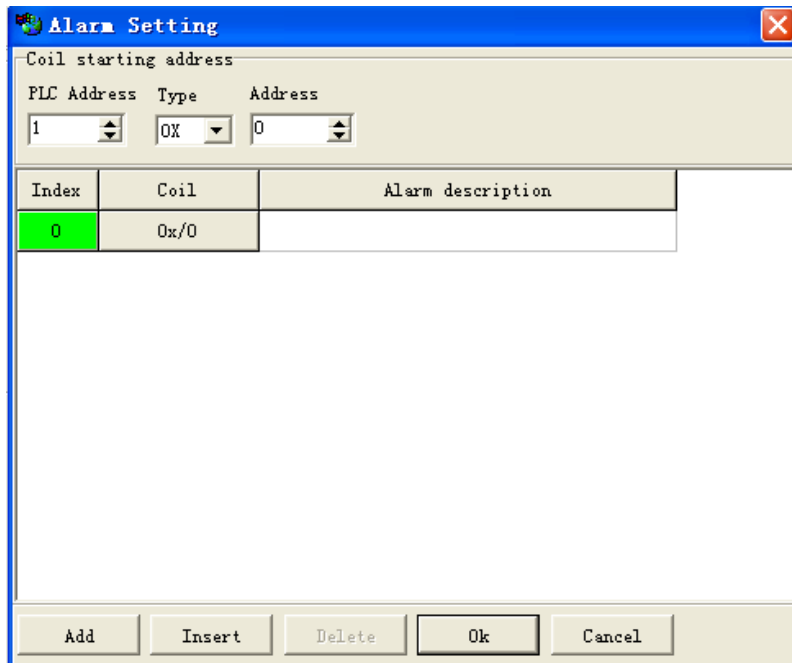 Alarm Setting
Coil starting address
PLC Address Type Address
1 0X 0
Index Coil Alarm description
0 0x/0
Add Insert Delete Ok Cancel